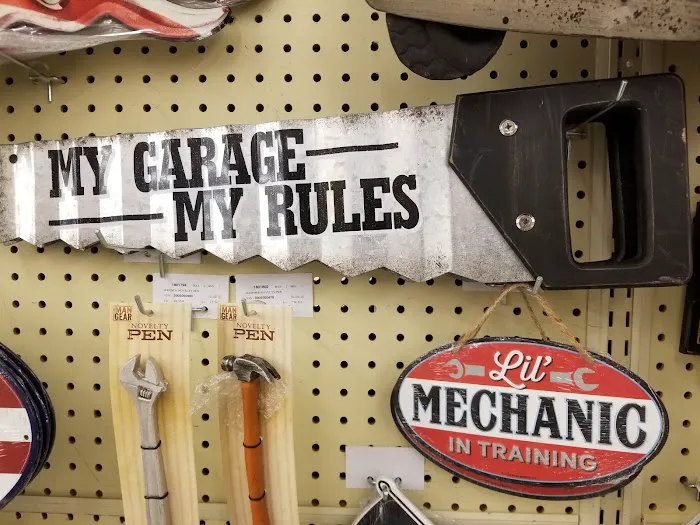 MY GARAGE
MY RULES
MAN
GEAR
NOVELTY
PEN
MAN
GEAR
NOVELTY
PEN
Lil'
MECHANIC
IN TRAINING